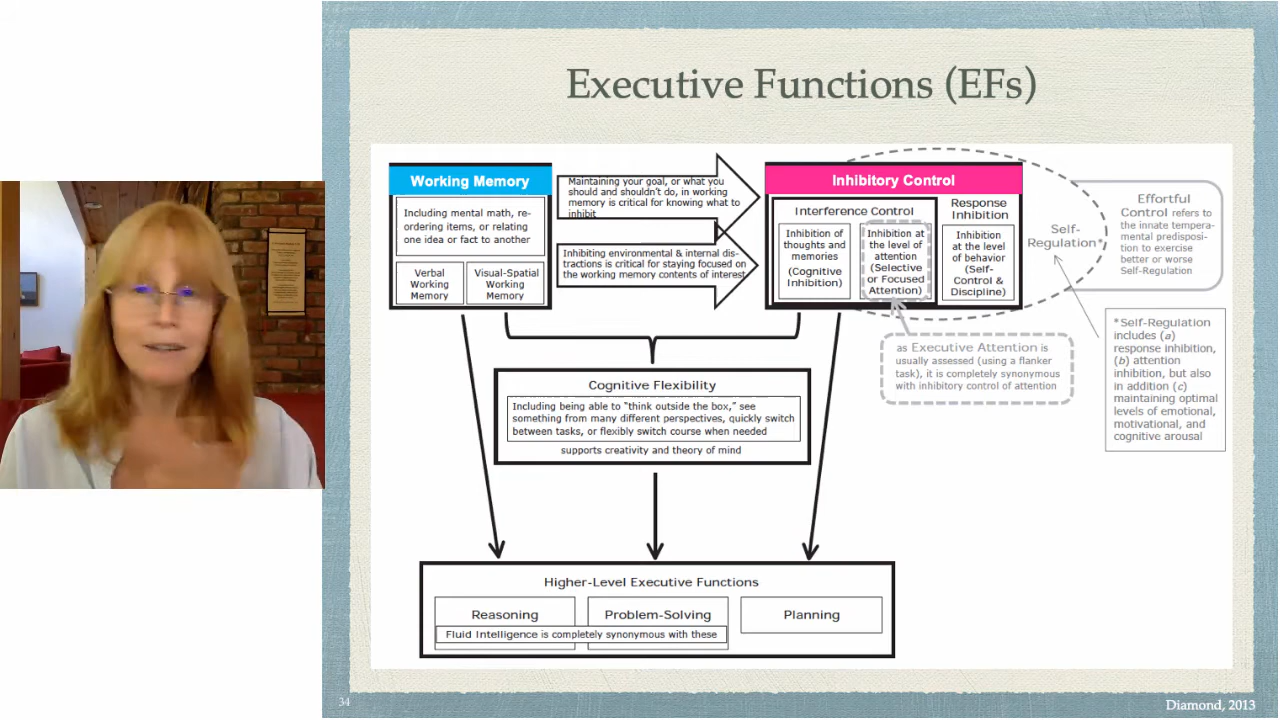 Executive Functions (EFs)
Working Memory
Including mental math, re-
ordering items, or relating
one idea or fact to another
Verbal
Working
Memory
Visual-Spatial
Working
Memory
Maintaining your goal, or what you
should and shouldn't do, in working
memory is critical for knowing what to
inhibit
Inhibiting environmental & internal dis-
tractions is critical for staying focused on
the working memory contents of interest
Inhibitory Control
Interference Control
Inhibition of
thoughts and
memories
(Cognitive
Inhibition)
Inhibition at
the level of
attention
(Selective
or Focused
Attention)
Response
Inhibition
Inhibition
at the level
of behavior
(Self-
Control &
Discipline)
Self-
Regulation*
Effortful
Control refers to
the innate tempera-
mental predisposi-
tion to exercise
better or worse
Self-Regulation
as Executive Attention is
usually assessed (using a flanker
task), it is completely synonymous
with inhibitory control of attention
*Self-Regulation
includes (a)
response inhibition,
(b) attention
inhibition, but also
in addition (c)
maintaining optimal
levels of emotional,
motivational, and
cognitive arousal
Cognitive Flexibility
Including being able to "think outside the box," see
something from many different perspectives, quickly switch
between tasks, or flexibly switch course when needed
supports creativity and theory of mind
Higher-Level Executive Functions
Reasoning
Problem-Solving
Planning
Fluid Intelligence is completely synonymous with these
34
Diamond, 2013